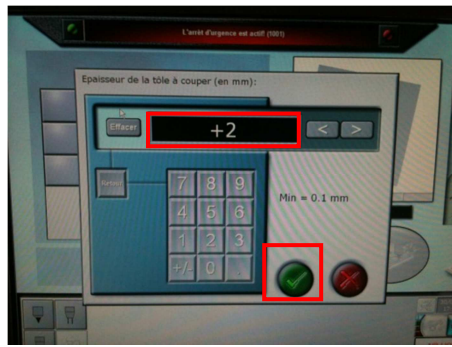 L'arrêt d'urgence est actif! (1001)
Epaisseur de la tôle à couper (en mm):
Effacer
+2
< >
Retour
7 8 9
4 5 6
1 2 3
+/- 0 .
Min = 0.1 mm